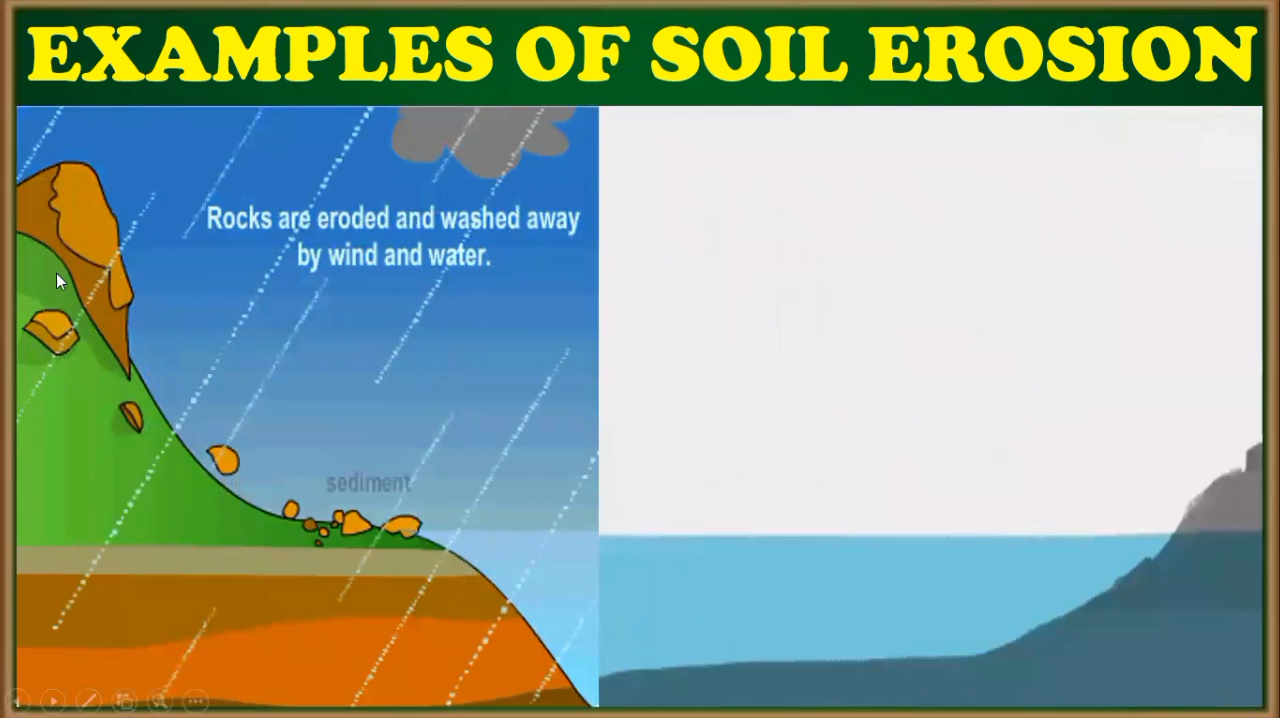 EXAMPLES OF SOIL EROSION
Rocks are eroded and washed away
by wind and water.
sediment